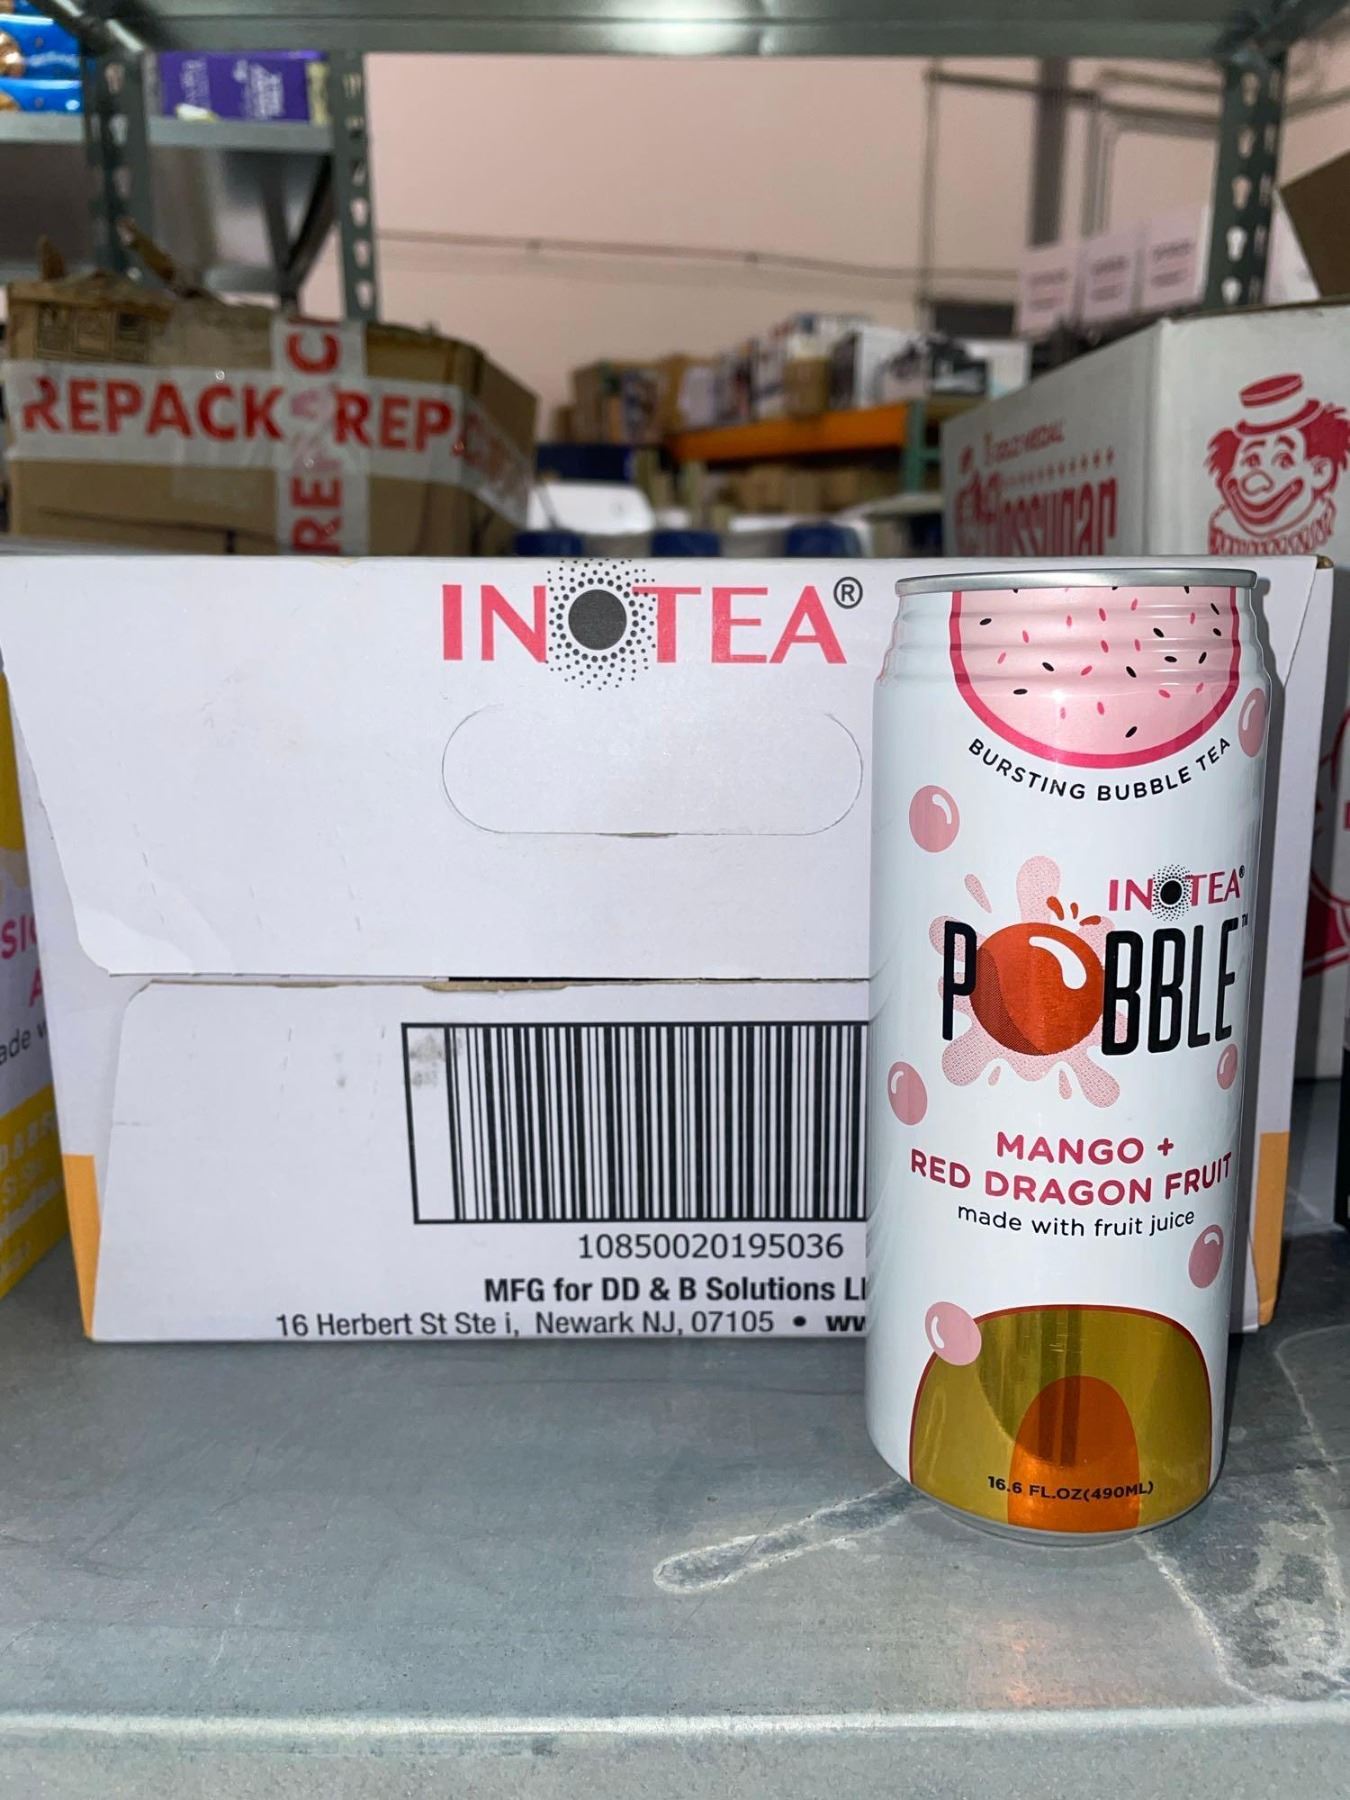 REPACK REP
REPACK
INOTEA®
10850020195036
MFG for DD & B Solutions
16 Herbert St Ste i, Newark NJ, 07105 •
BURSTING BUBBLE TEA
INOTEA®
POBBLE™
MANGO +
RED DRAGON FRUIT
made with fruit juice
16.6 FL.OZ(490ML)